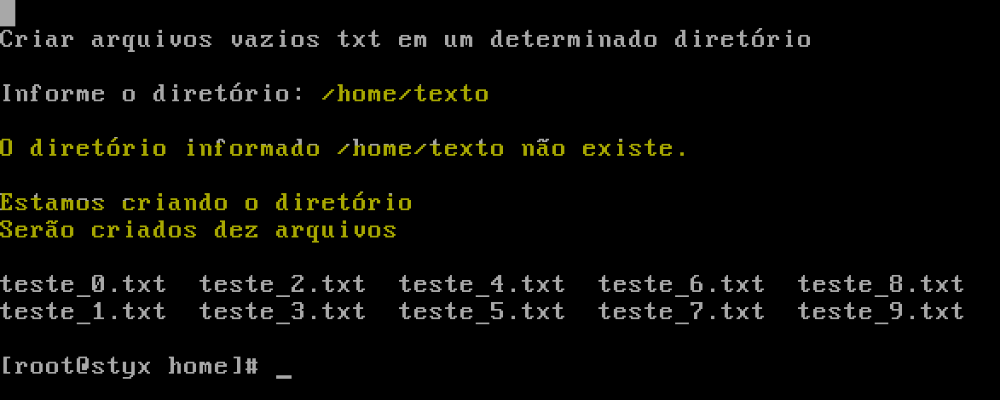 Criar arquivos vazios txt em um determinado diretório
Informe o diretório: /home/texto
O diretório informado /home/texto não existe.
Estamos criando o diretório
Serão criados dez arquivos
teste_0.txt  teste_2.txt  teste_4.txt  teste_6.txt  teste_8.txt
teste_1.txt  teste_3.txt  teste_5.txt  teste_7.txt  teste_9.txt
[root@styx home]# _